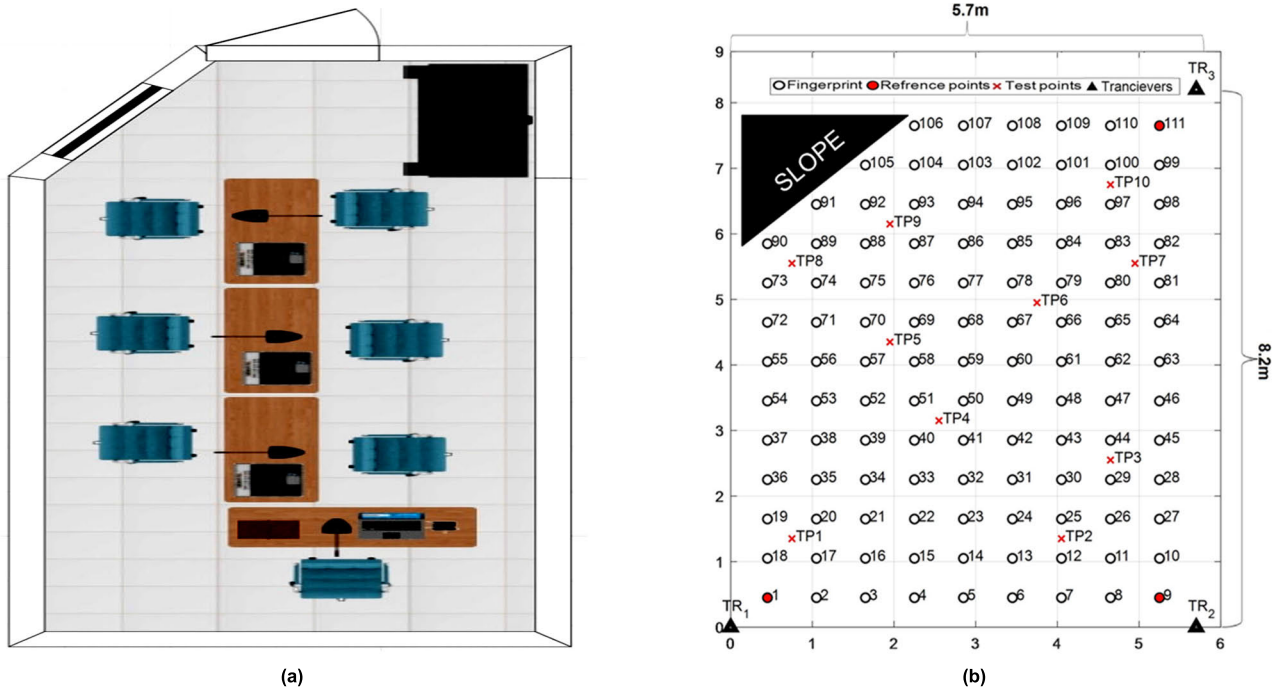 5.7m
9
TR3
Fingerprint Refrence points Test points Trancievers
8
106 107 108 109 110 111
SLOPE
7
105 104 103 102 101 100 99
TP10
91 92 93 94 95 96 97 98
TP9
6
90 89 88 87 86 85 84 83 82
TP8 TP7
73 74 75 76 77 78 79 80 81
5
TP6
72 71 70 69 68 67 66 65 64
TP5
4
55 56 57 58 59 60 61 62 63
8.2m
54 53 52 51 50 49 48 47 46
TP4
3
37 38 39 40 41 42 43 44 45
TP3
36 35 34 33 32 31 30 29 28
2
19 20 21 22 23 24 25 26 27
TP1 TP2
1
18 17 16 15 14 13 12 11 10
1 2 3 4 5 6 7 8 9
TR1 TR2
0
0 1 2 3 4 5 6
(a) (b)